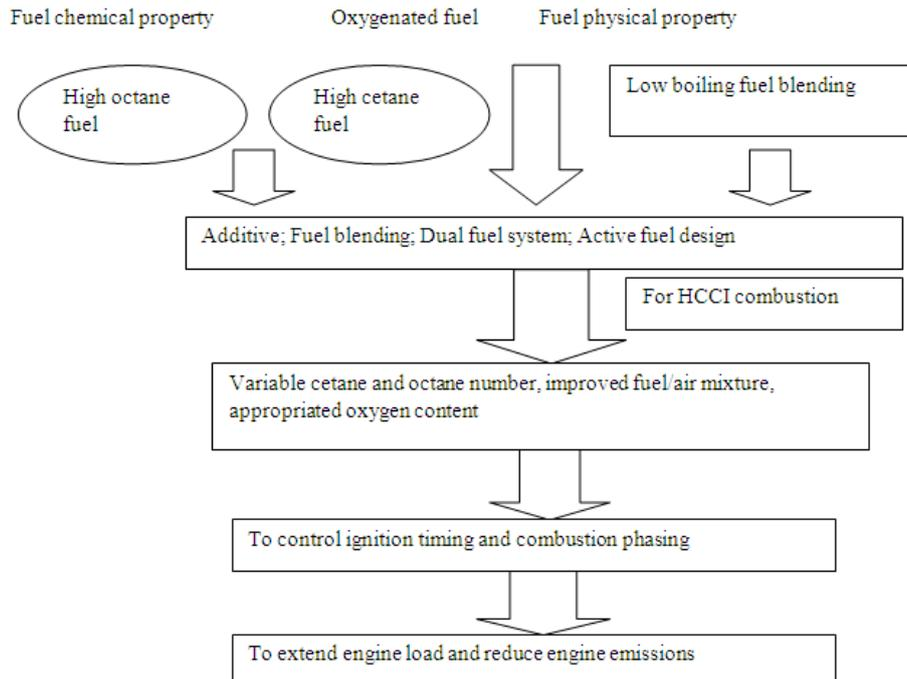 Fuel chemical property
Oxygenated fuel
Fuel physical property
High octane
fuel
High cetane
fuel
Low boiling fuel blending
Additive; Fuel blending; Dual fuel system; Active fuel design
For HCCI combustion
Variable cetane and octane number, improved fuel/air mixture,
appropriated oxygen content
To control ignition timing and combustion phasing
To extend engine load and reduce engine emissions